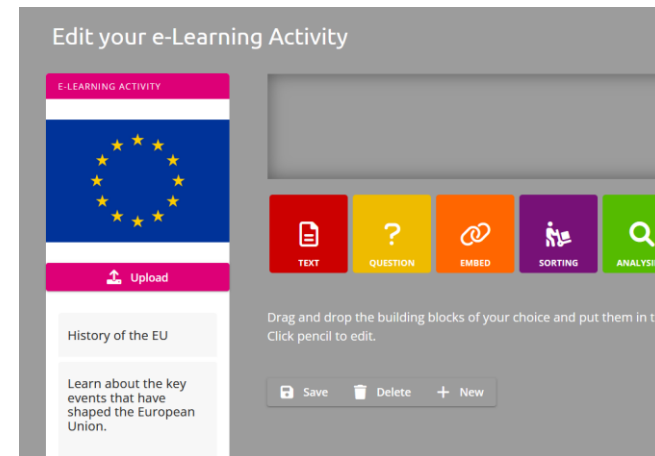 Edit your e-Learning Activity
E-LEARNING ACTIVITY
Upload
History of the EU
Learn about the key
events that have
shaped the European
Union.
TEXT
QUESTION
EMBED
SORTING
ANALYSI
Drag and drop the building blocks of your choice and put them in t
Click pencil to edit.
Save
Delete
New